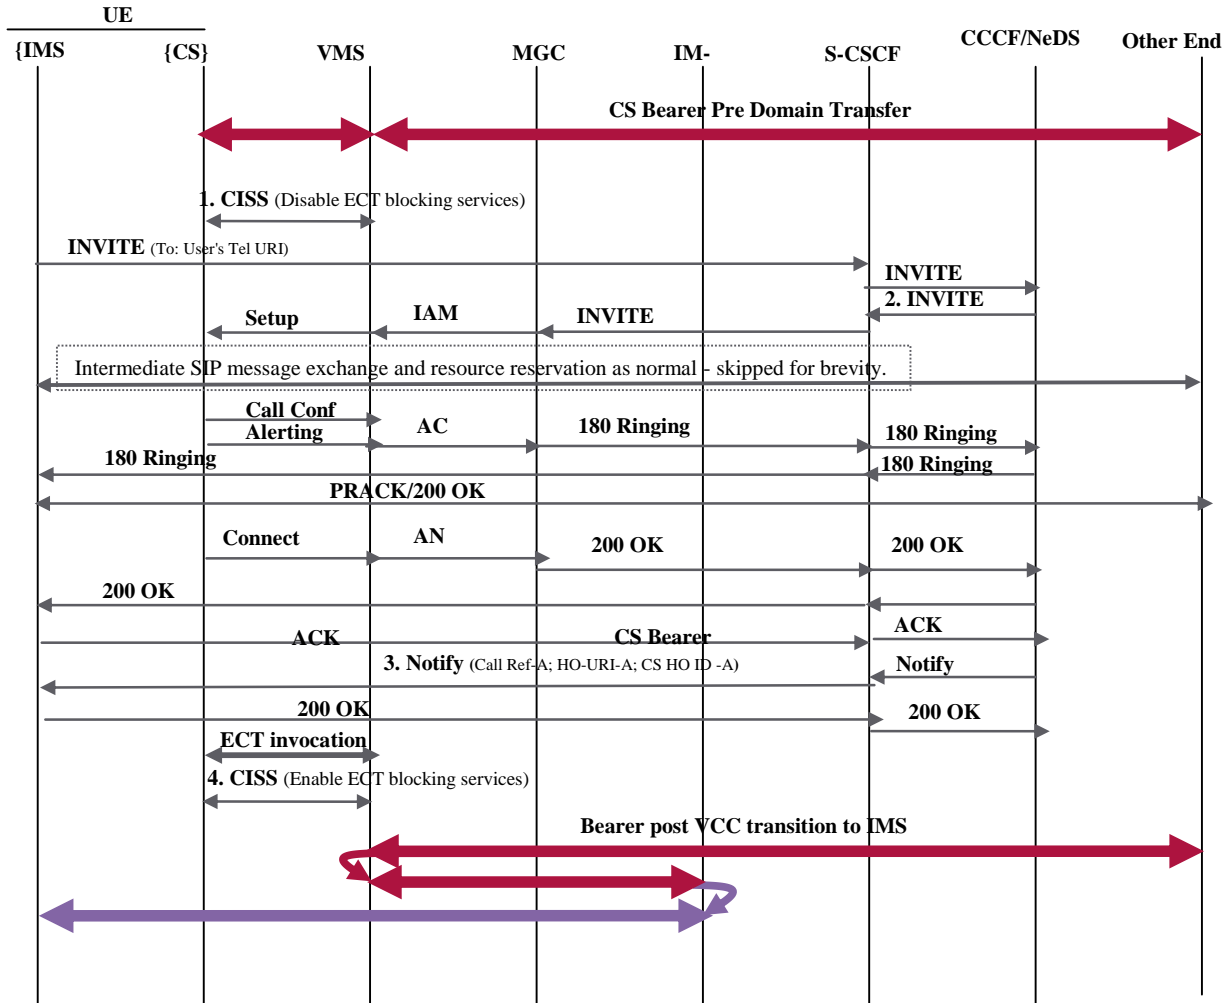 UE
{IMS {CS} VMS MGC IM- S-CSCF CCCF/NeDS Other End
CS Bearer Pre Domain Transfer
1. CISS (Disable ECT blocking services)
INVITE (To: User's Tel URI)
INVITE
2. INVITE
Setup IAM INVITE
Intermediate SIP message exchange and resource reservation as normal - skipped for brevity.
Call Conf
Alerting AC 180 Ringing 180 Ringing
180 Ringing 180 Ringing
PRACK/200 OK
Connect AN 200 OK 200 OK
200 OK
ACK CS Bearer ACK
3. Notify (Call Ref-A; HO-URI-A; CS HO ID -A) Notify
200 OK 200 OK
ECT invocation
4. CISS (Enable ECT blocking services)
Bearer post VCC transition to IMS